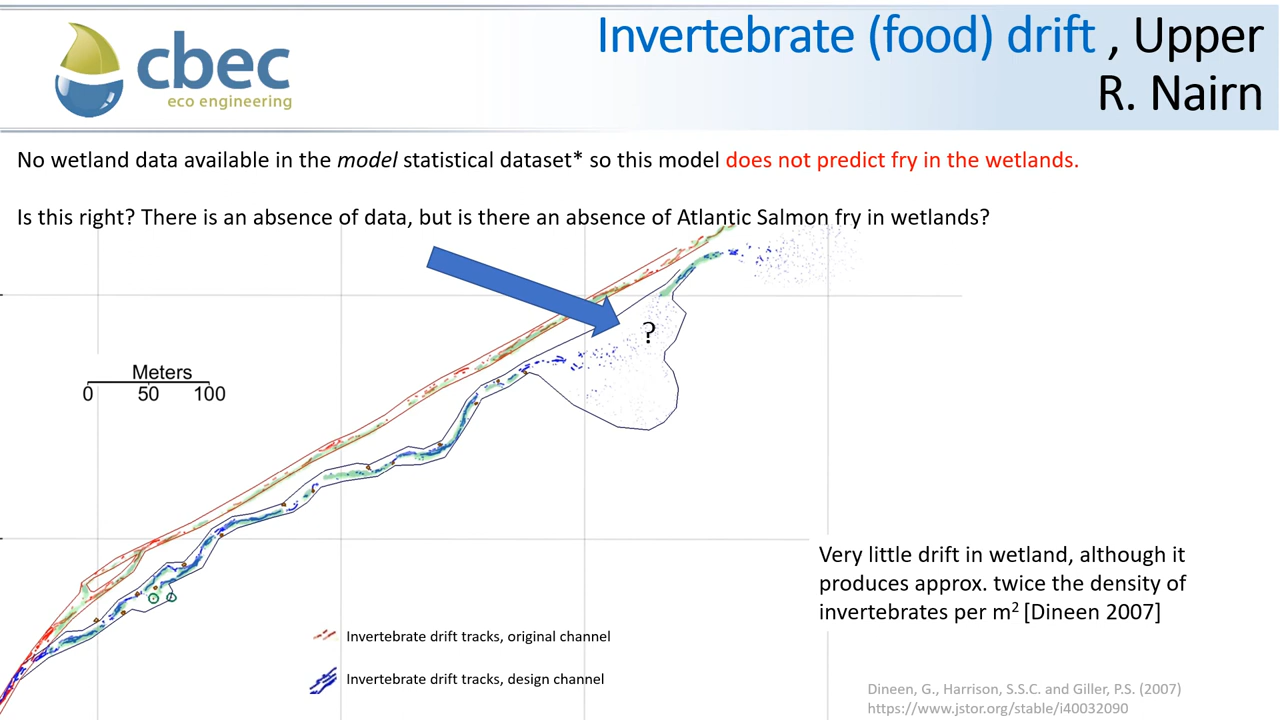 cbec
eco engineering
Invertebrate (food) drift , Upper
R. Nairn
No wetland data available in the model statistical dataset* so this model does not predict fry in the wetlands.
Is this right? There is an absence of data, but is there an absence of Atlantic Salmon fry in wetlands?
?
Meters
0 50 100
Very little drift in wetland, although it
produces approx. twice the density of
invertebrates per m² [Dineen 2007]
Invertebrate drift tracks, original channel
Invertebrate drift tracks, design channel
Dineen, G., Harrison, S.S.C. and Giller, P.S. (2007)
https://www.jstor.org/stable/i40032090